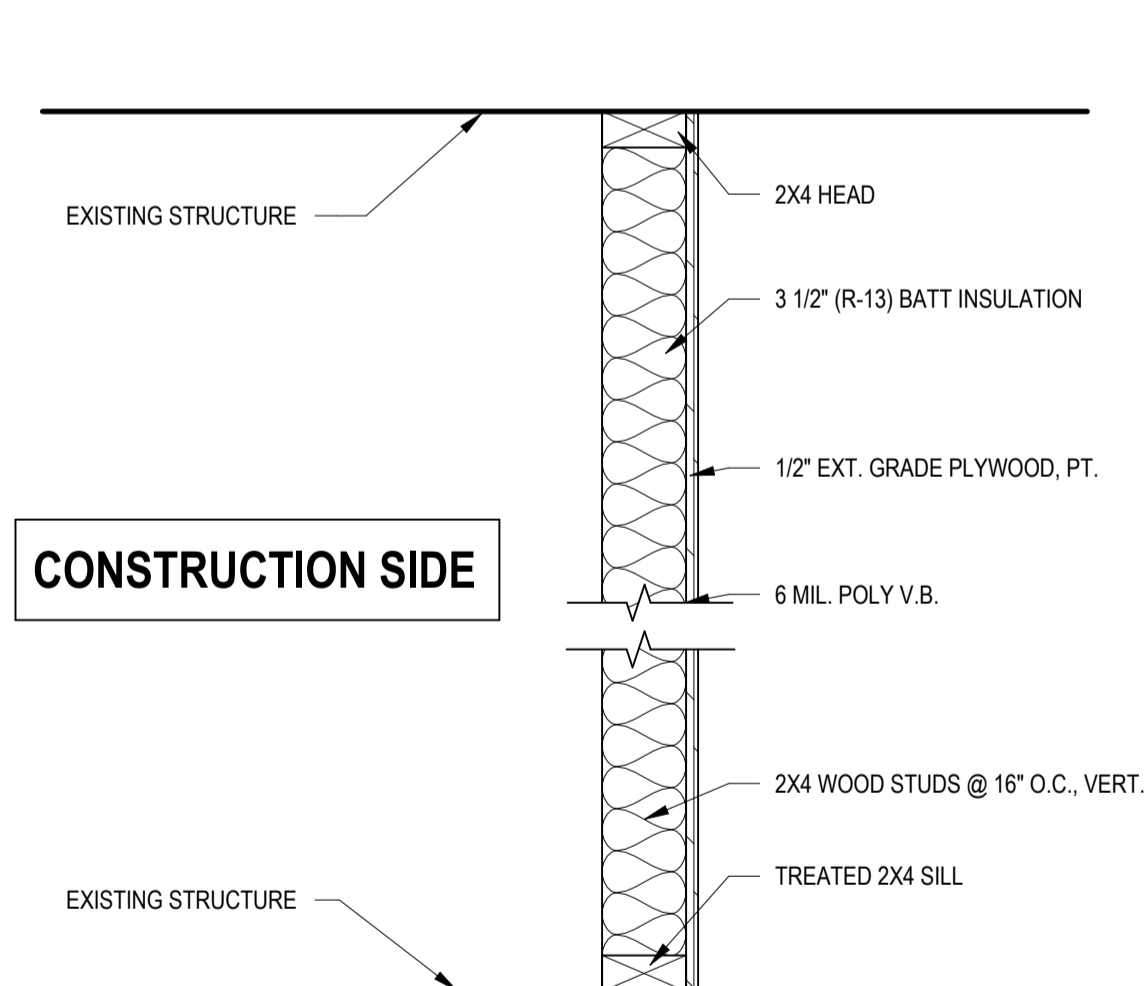 2X4 HEAD
EXISTING STRUCTURE
3 1/2" (R-13) BATT INSULATION
1/2" EXT. GRADE PLYWOOD, PT.
CONSTRUCTION SIDE
6 MIL. POLY V.B.
2X4 WOOD STUDS @ 16" O.C., VERT.
TREATED 2X4 SILL
EXISTING STRUCTURE